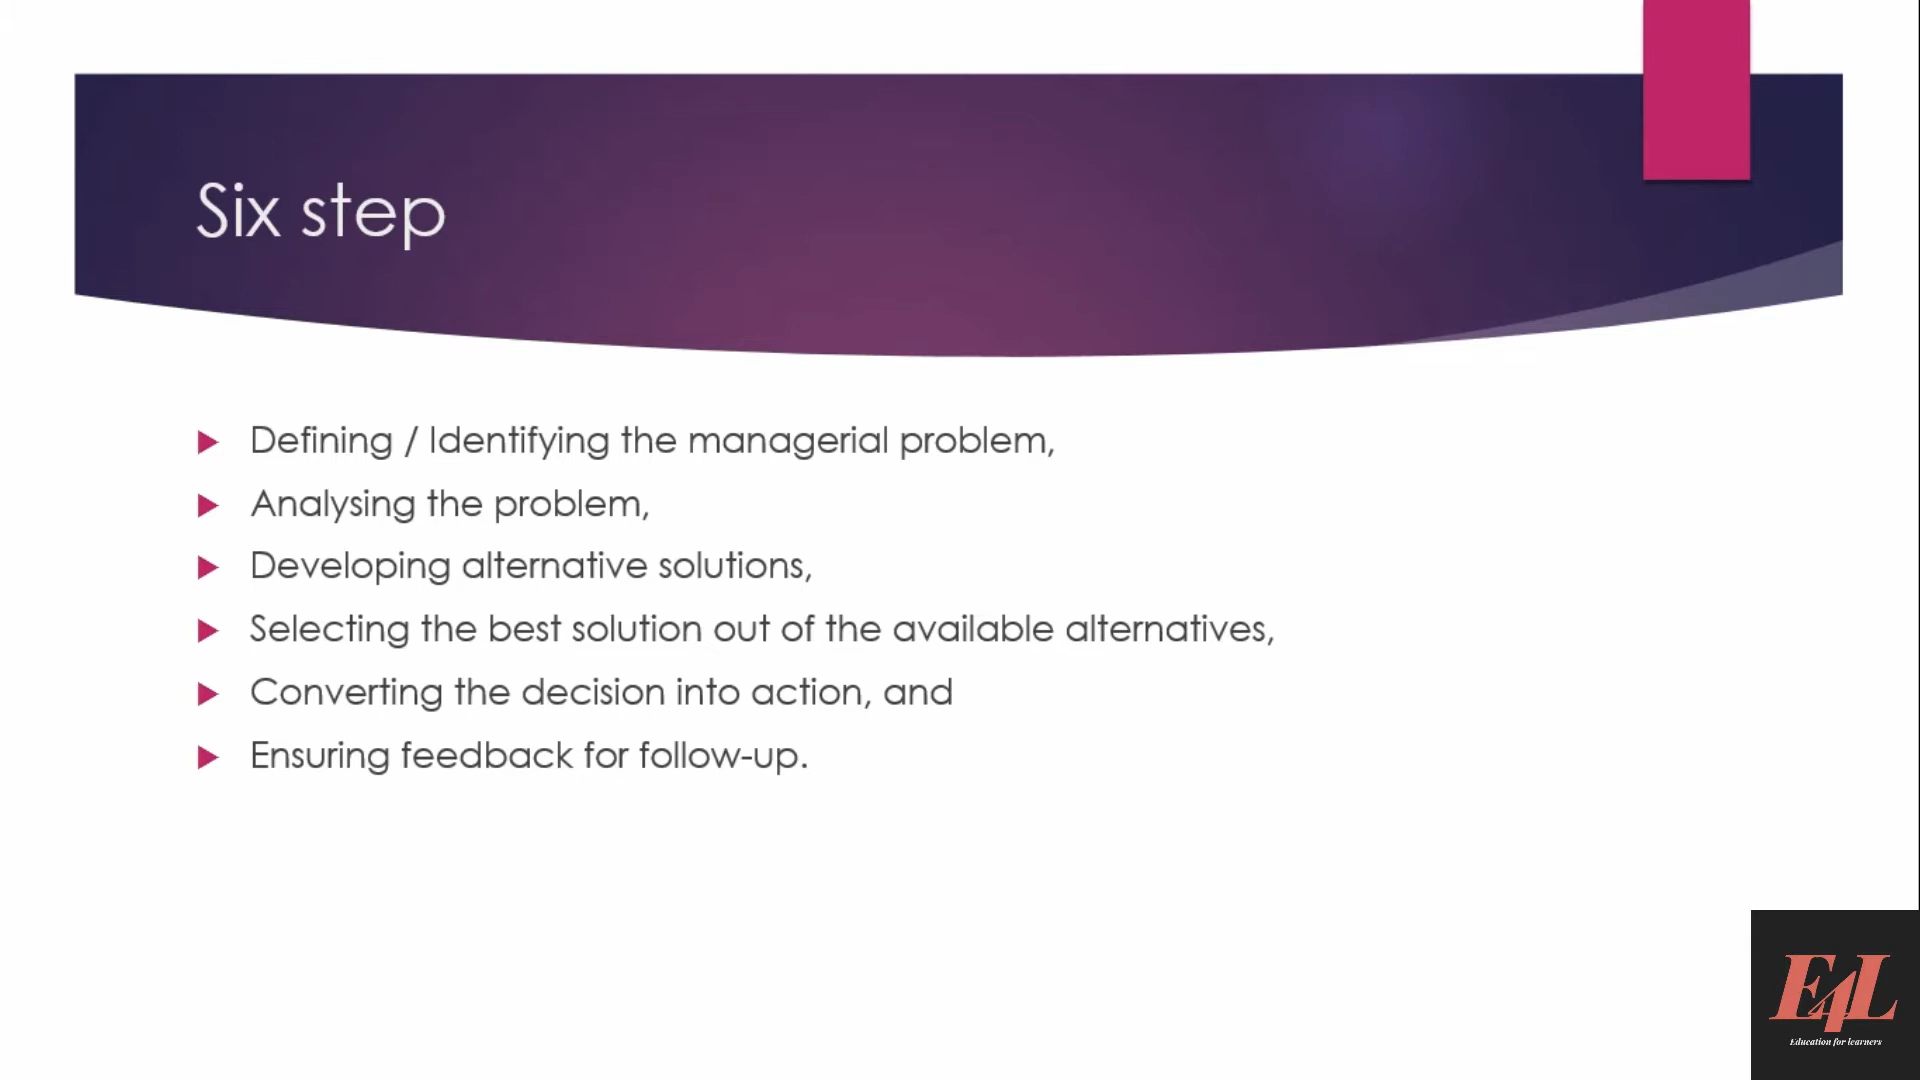 Six step
Defining / Identifying the managerial problem,
Analysing the problem,
Developing alternative solutions,
Selecting the best solution out of the available alternatives,
Converting the decision into action, and
Ensuring feedback for follow-up.
E4L
Education for learners